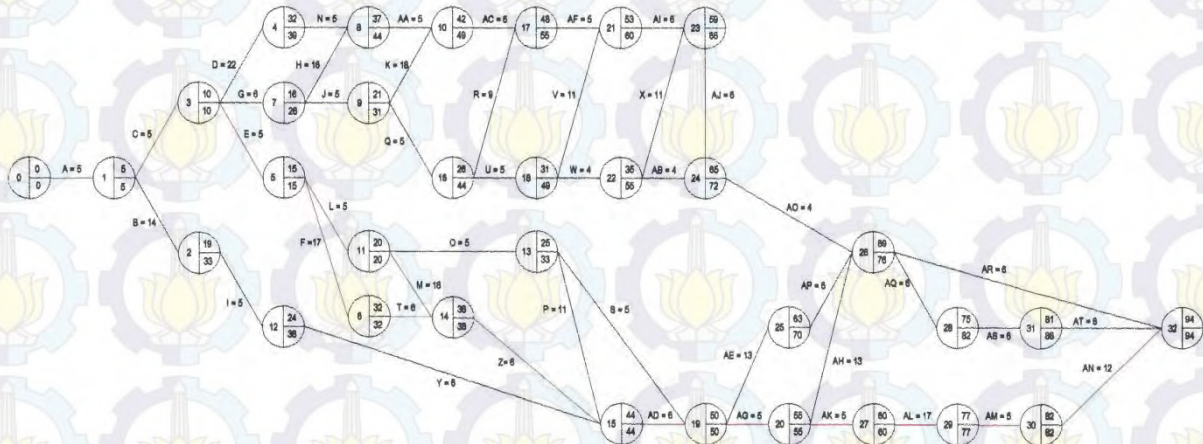 4 32 39
N = 5
8 37 44
AA = 5
10 42 49
AC = 6
17 48 55
AF = 5
21 53 60
AI = 6
23 59 66
D = 22
H = 16
K = 18
R = 9
V = 11
X = 11
AJ = 6
3 10 10
G = 6
7 16 26
J = 5
9 21 31
C = 5
E = 5
Q = 5
0 0 0
A = 5
1 5 5
5 15 15
16 26 44
U = 5
18 31 49
W = 4
22 35 55
AB = 4
24 65 72
B = 14
L = 5
F = 17
AO = 4
2 19 33
11 20 20
O = 5
13 25 33
26 69 76
AR = 6
I = 5
M = 16
P = 11
S = 5
AP = 6
AQ = 6
12 24 38
6 32 32
T = 6
14 38 38
25 63 70
28 75 82
AS = 6
31 81 88
AT = 6
32 94 94
Z = 6
Y = 6
AE = 13
AH = 13
AN = 12
15 44 44
AD = 6
19 50 50
AG = 5
20 55 55
AK = 5
27 60 60
AL = 17
29 77 77
AM = 5
30 82 82